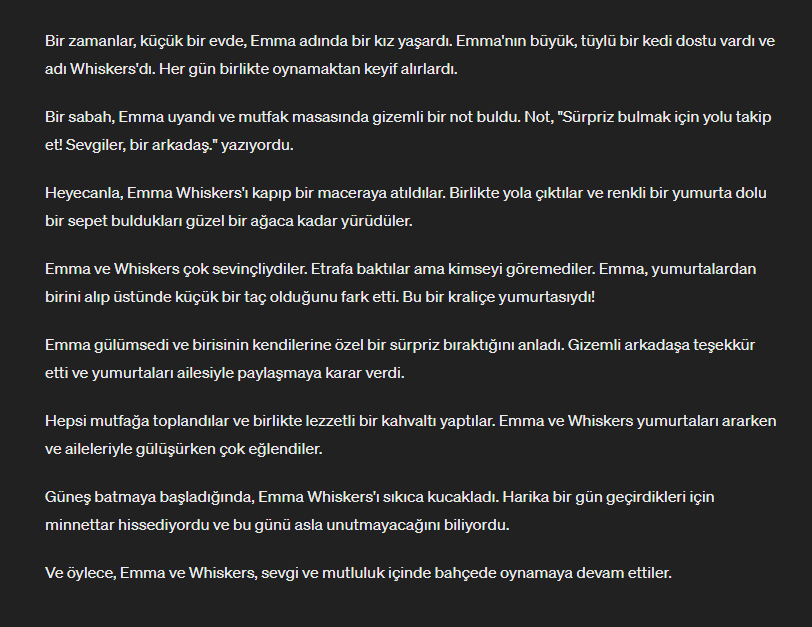 Bir zamanlar, küçük bir evde, Emma adında bir kız yaşardı. Emma'nın büyük, tüylü bir kedi dostu vardı ve
adı Whiskers'dı. Her gün birlikte oynamaktan keyif alırlardı.
Bir sabah, Emma uyandı ve mutfak masasında gizemli bir not buldu. Not, "Sürpriz bulmak için yolu takip
et! Sevgiler, bir arkadaş." yazıyordu.
Heyecanla, Emma Whiskers'ı kapıp bir maceraya atıldılar. Birlikte yola çıktılar ve renkli bir yumurta dolu
bir sepet buldukları güzel bir ağaca kadar yürüdüler.
Emma ve Whiskers çok sevinçliydiler. Etrafa baktılar ama kimseyi göremediler. Emma, yumurtalardan
birini alıp üstünde küçük bir taç olduğunu fark etti. Bu bir kraliçe yumurtasıydı!
Emma gülümsedi ve birisinin kendilerine özel bir sürpriz bıraktığını anladı. Gizemli arkadaşa teşekkür
etti ve yumurtaları ailesiyle paylaşmaya karar verdi.
Hepsi mutfağa toplandılar ve birlikte lezzetli bir kahvaltı yaptılar. Emma ve Whiskers yumurtaları ararken
ve aileleriyle gülüşürken çok eğlendiler.
Güneş batmaya başladığında, Emma Whiskers'ı sıkıca kucakladı. Harika bir gün geçirdikleri için
minnettar hissediyordu ve bu günü asla unutmayacağını biliyordu.
Ve öylece, Emma ve Whiskers, sevgi ve mutluluk içinde bahçede oynamaya devam ettiler.